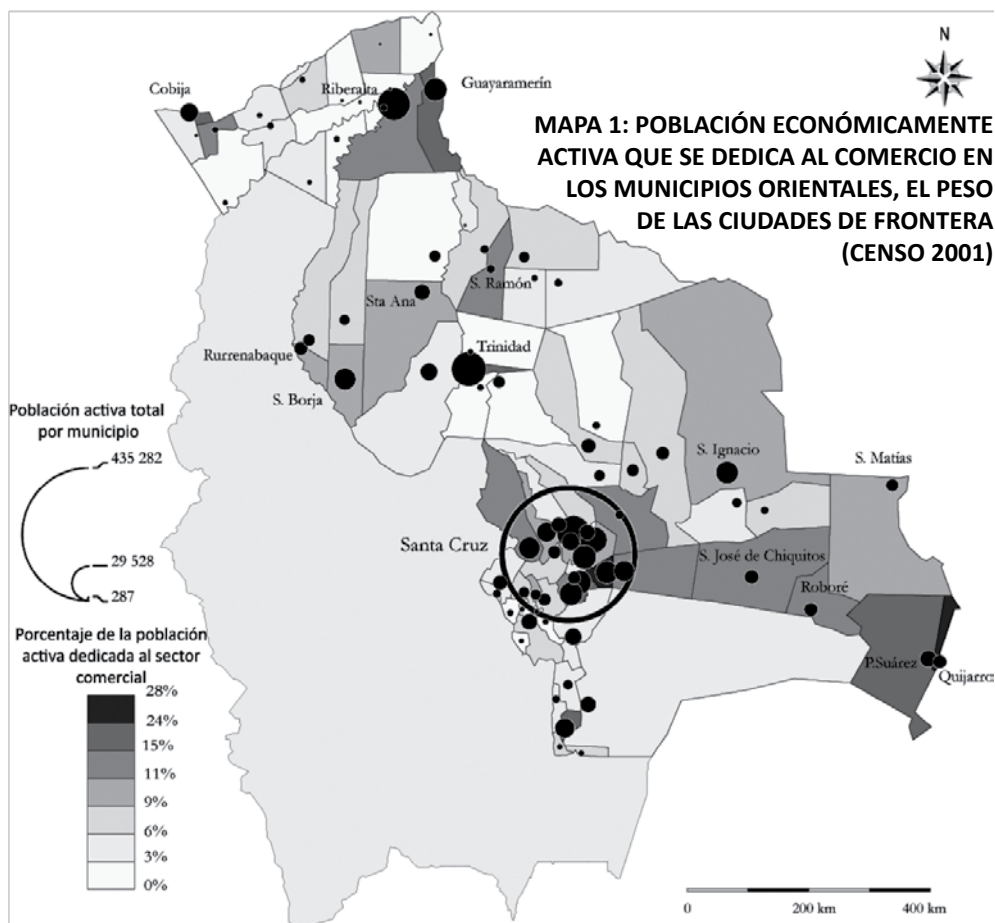 N
MAPA 1: POBLACIÓN ECONÓMICAMENTE
ACTIVA QUE SE DEDICA AL COMERCIO EN
LOS MUNICIPIOS ORIENTALES, EL PESO
DE LAS CIUDADES DE FRONTERA
(CENSO 2001)
Cobija
Riberalta
Guayaramerín
S. Ramón
Sta Ana
Trinidad
Rurrenabaque
S. Borja
S. Ignacio
S. Matías
Santa Cruz
S. José de Chiquitos
Roboré
P.Suárez
Quijarro
Población activa total
por municipio
435 282
29 528
287
Porcentaje de la población
activa dedicada al sector
comercial
28%
24%
15%
11%
9%
6%
3%
0%
0
200 km
400 km